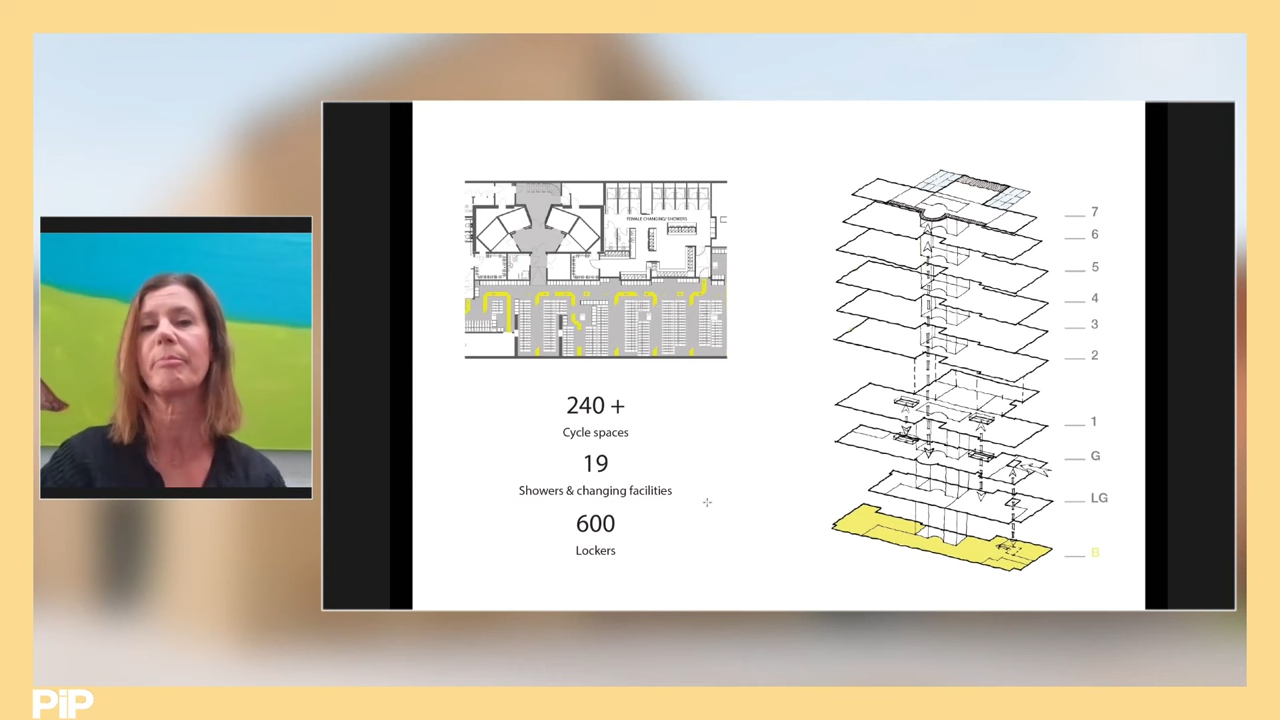 FEMALE CHANGING/ SHOWERS
240 +
Cycle spaces
19
Showers & changing facilities
600
Lockers
7
6
5
4
3
2
1
G
LG
B
PiP